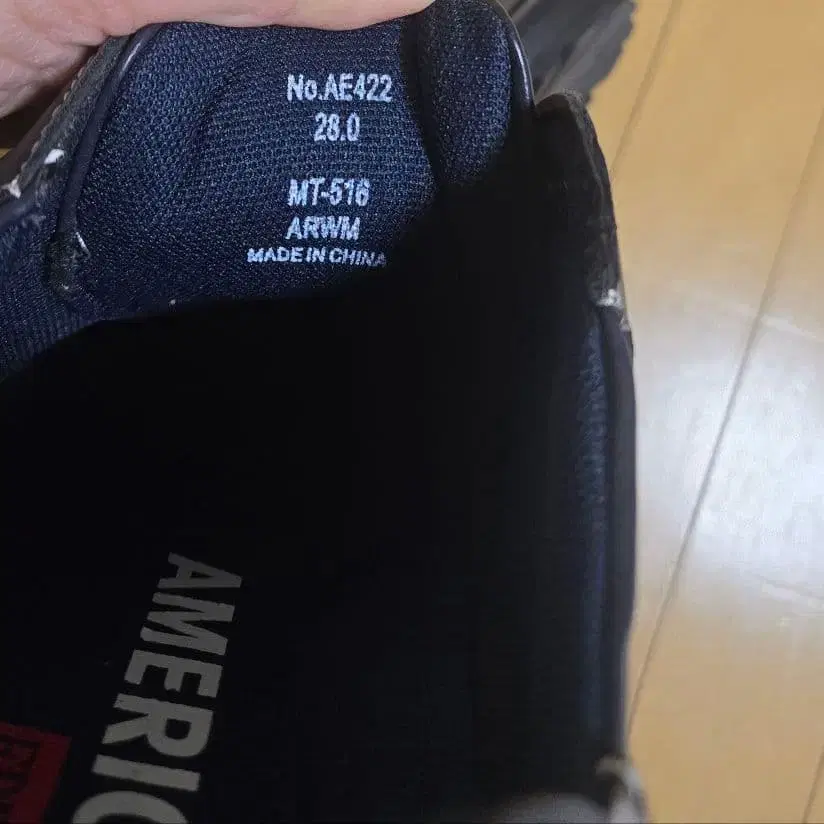 No.AE422
28.0
MT-516
ARWM
MADE IN CHINA
AMERIC